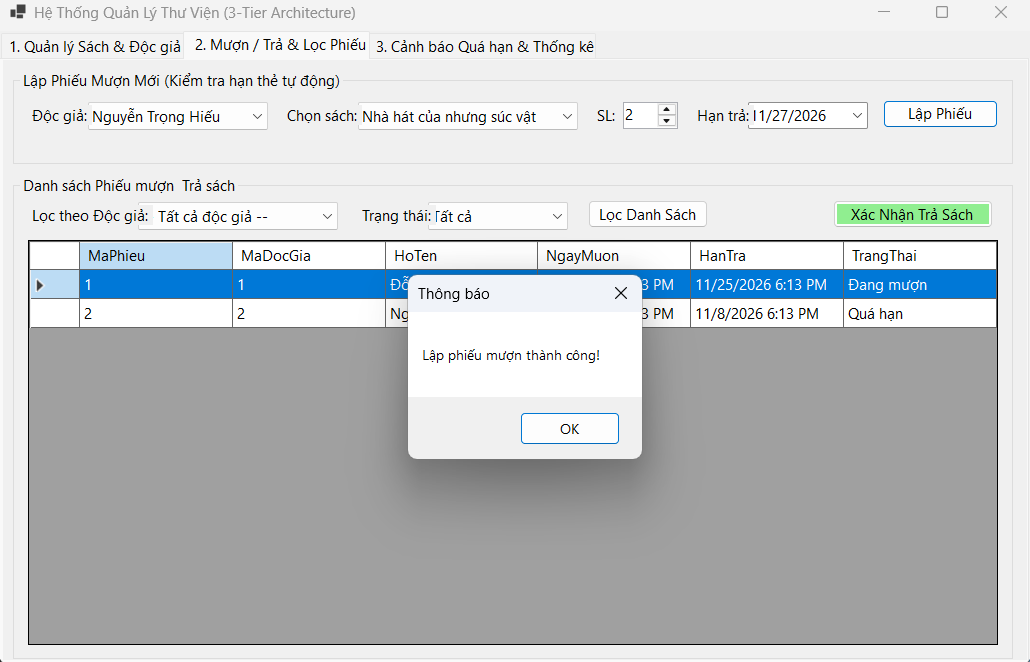 Hệ Thống Quản Lý Thư Viện (3-Tier Architecture)
1. Quản lý Sách & Độc giả 2. Mượn / Trả & Lọc Phiếu 3. Cảnh báo Quá hạn & Thống kê
Lập Phiếu Mượn Mới (Kiểm tra hạn thẻ tự động)
Độc giả: Nguyễn Trọng Hiếu Chọn sách: Nhà hát của nhưng súc vật SL: 2 Hạn trả: 11/27/2026 Lập Phiếu
Danh sách Phiếu mượn Trả sách
Lọc theo Độc giả: Tất cả độc giả -- Trạng thái: Tất cả Lọc Danh Sách Xác Nhận Trả Sách
MaPhieu MaDocGia HoTen NgayMuon HanTra TrangThai
1 1 PM 11/25/2026 6:13 PM Đang mượn
2 2 PM 11/8/2026 6:13 PM Quá hạn
Thông báo
Lập phiếu mượn thành công!
OK